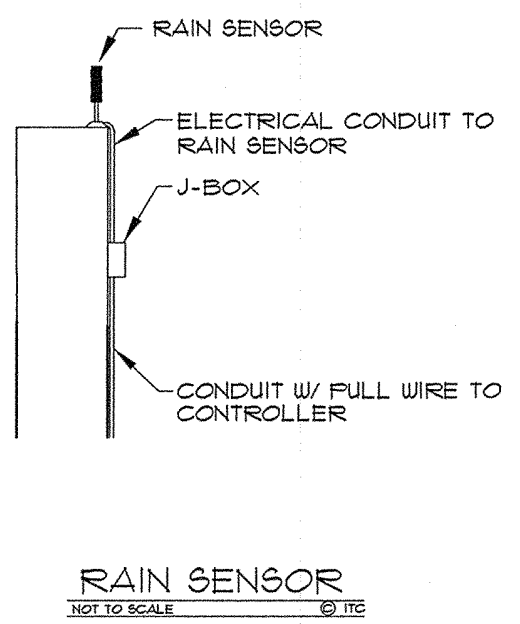 RAIN SENSOR
ELECTRICAL CONDUIT TO
RAIN SENSOR
J-BOX
CONDUIT W/ PULL WIRE TO
CONTROLLER
RAIN SENSOR
NOT TO SCALE © ITC